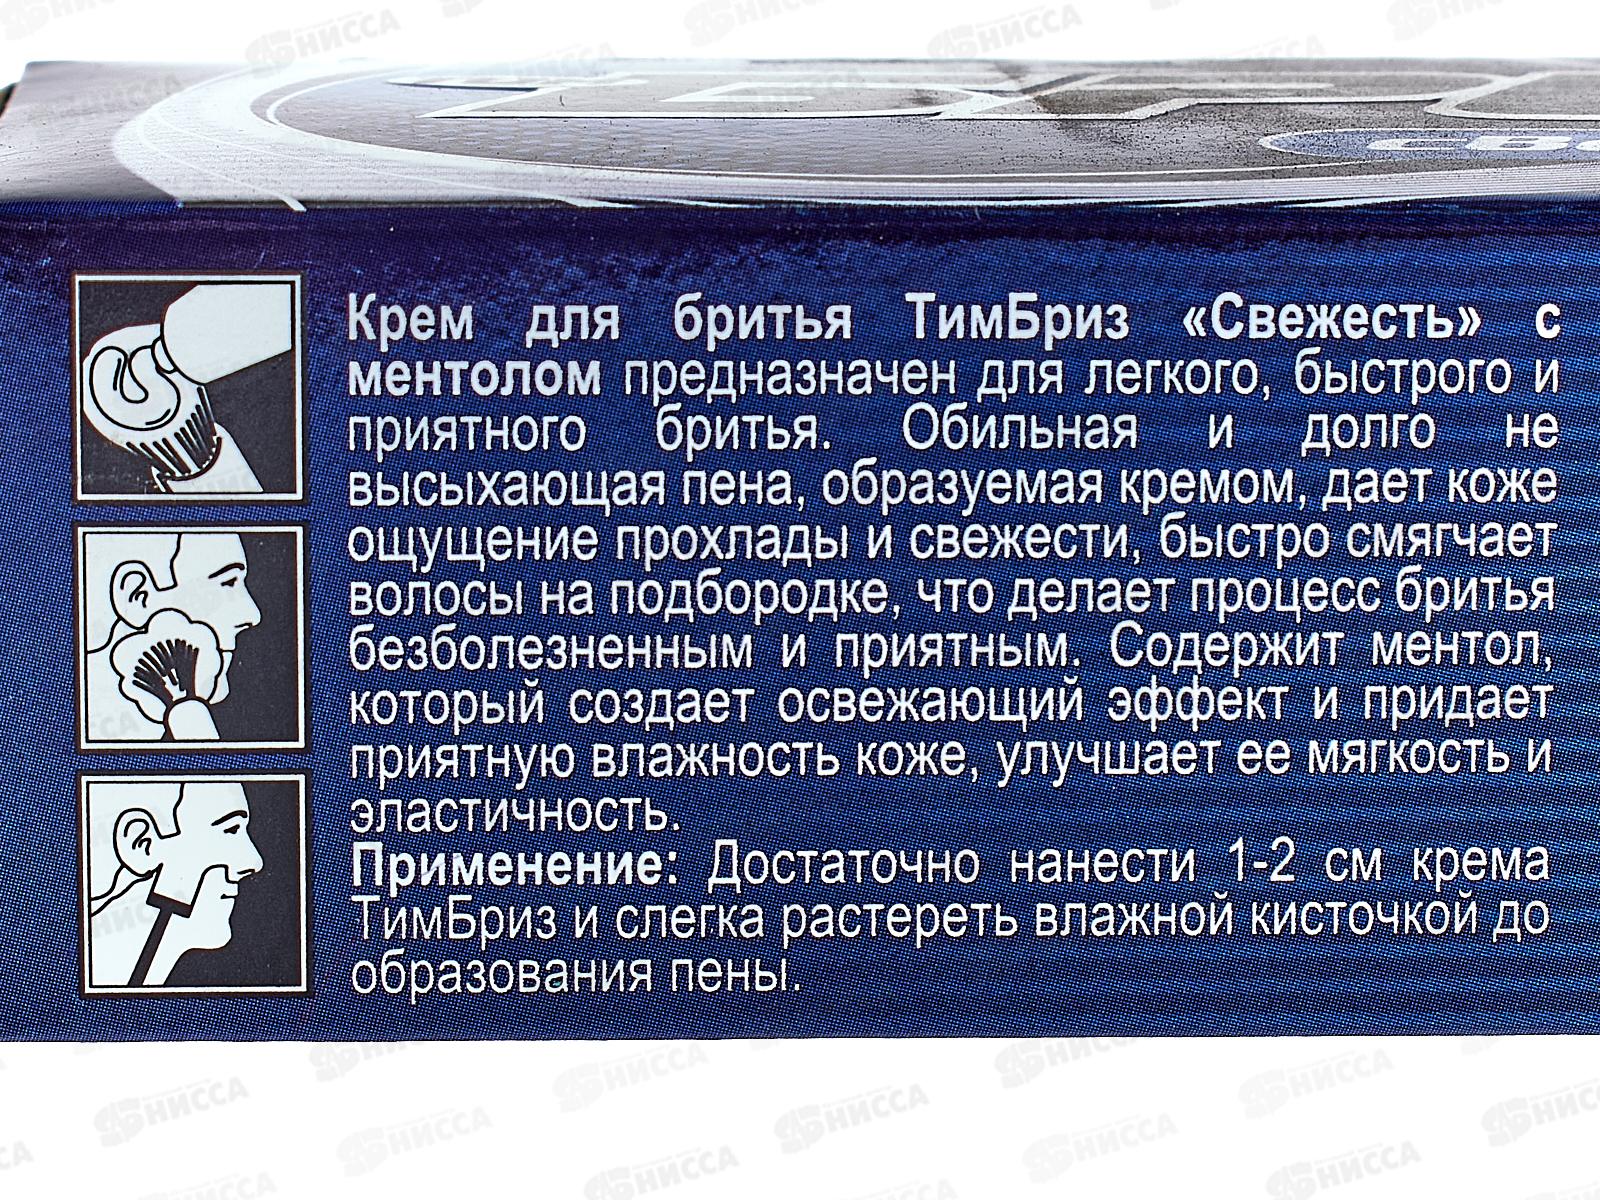 Крем для бритья ТимБриз «Свежесть» с
ментолом предназначен для легкого, быстрого и
приятного бритья. Обильная и долго не
высыхающая пена, образуемая кремом, дает коже
ощущение прохлады и свежести, быстро смягчает
волосы на подбородке, что делает процесс бритья
безболезненным и приятным. Содержит ментол,
который создает освежающий эффект и придает
приятную влажность коже, улучшает ее мягкость и
эластичность.
Применение: Достаточно нанести 1-2 см крема
ТимБриз и слегка растереть влажной кисточкой до
образования пены.